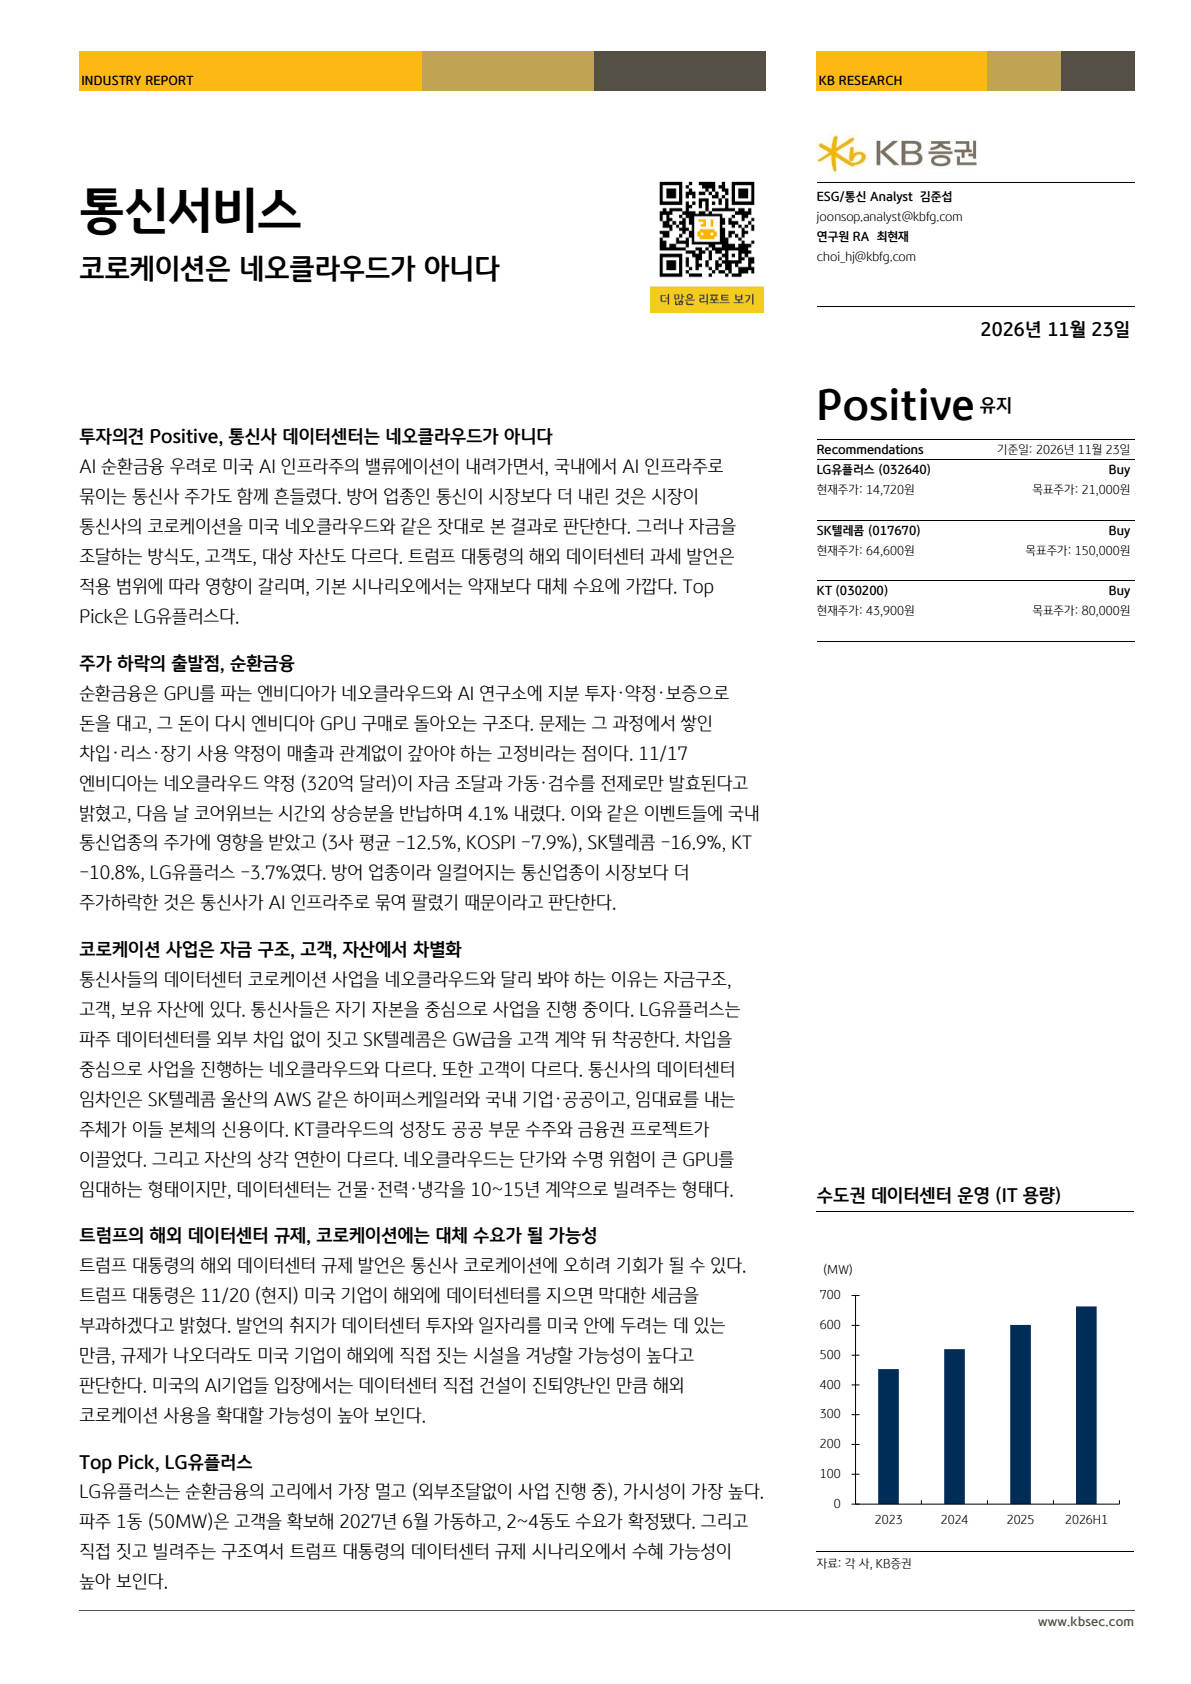 INDUSTRY REPORT
KB RESEARCH
통신서비스
코로케이션은 네오클라우드가 아니다
더 많은 리포트 보기
KB증권
ESG/통신 Analyst 김준섭
joonsop.analyst@kbfg.com
연구원 RA 최현재
choi_hj@kbfg.com
2026년 11월 23일
Positive 유지
Recommendations 기준일: 2026년 11월 23일
LG유플러스 (032640) Buy
현재주가: 14,720원 목표주가: 21,000원
SK텔레콤 (017670) Buy
현재주가: 64,600원 목표주가: 150,000원
KT (030200) Buy
현재주가: 43,900원 목표주가: 80,000원
투자의견 Positive, 통신사 데이터센터는 네오클라우드가 아니다
AI 순환금융 우려로 미국 AI 인프라주의 밸류에이션이 내려가면서, 국내에서 AI 인프라주로
묶이는 통신사 주가도 함께 흔들렸다. 방어 업종인 통신이 시장보다 더 내린 것은 시장이
통신사의 코로케이션을 미국 네오클라우드와 같은 잣대로 본 결과로 판단한다. 그러나 자금을
조달하는 방식도, 고객도, 대상 자산도 다르다. 트럼프 대통령의 해외 데이터센터 과세 발언은
적용 범위에 따라 영향이 갈리며, 기본 시나리오에서는 악재보다 대체 수요에 가깝다. Top
Pick은 LG유플러스다.
주가 하락의 출발점, 순환금융
순환금융은 GPU를 파는 엔비디아가 네오클라우드와 AI 연구소에 지분 투자·약정·보증으로
돈을 대고, 그 돈이 다시 엔비디아 GPU 구매로 돌아오는 구조다. 문제는 그 과정에서 쌓인
차입·리스·장기 사용 약정이 매출과 관계없이 갚아야 하는 고정비라는 점이다. 11/17
엔비디아는 네오클라우드 약정 (320억 달러)이 자금 조달과 가동·검수를 전제로만 발효된다고
밝혔고, 다음 날 코어위브는 시간외 상승분을 반납하며 4.1% 내렸다. 이와 같은 이벤트들에 국내
통신업종의 주가에 영향을 받았고 (3사 평균 -12.5%, KOSPI -7.9%), SK텔레콤 -16.9%, KT
-10.8%, LG유플러스 -3.7%였다. 방어 업종이라 일컬어지는 통신업종이 시장보다 더
주가하락한 것은 통신사가 AI 인프라주로 묶여 팔렸기 때문이라고 판단한다.
코로케이션 사업은 자금 구조, 고객, 자산에서 차별화
통신사들의 데이터센터 코로케이션 사업을 네오클라우드와 달리 봐야 하는 이유는 자금구조,
고객, 보유 자산에 있다. 통신사들은 자기 자본을 중심으로 사업을 진행 중이다. LG유플러스는
파주 데이터센터를 외부 차입 없이 짓고 SK텔레콤은 GW급을 고객 계약 뒤 착공한다. 차입을
중심으로 사업을 진행하는 네오클라우드와 다르다. 또한 고객이 다르다. 통신사의 데이터센터
임차인은 SK텔레콤 울산의 AWS 같은 하이퍼스케일러와 국내 기업·공공이고, 임대료를 내는
주체가 이들 본체의 신용이다. KT클라우드의 성장도 공공 부문 수주와 금융권 프로젝트가
이끌었다. 그리고 자산의 상각 연한이 다르다. 네오클라우드는 단가와 수명 위험이 큰 GPU를
임대하는 형태이지만, 데이터센터는 건물·전력·냉각을 10~15년 계약으로 빌려주는 형태다.
트럼프의 해외 데이터센터 규제, 코로케이션에는 대체 수요가 될 가능성
트럼프 대통령의 해외 데이터센터 규제 발언은 통신사 코로케이션에 오히려 기회가 될 수 있다.
트럼프 대통령은 11/20 (현지) 미국 기업이 해외에 데이터센터를 지으면 막대한 세금을
부과하겠다고 밝혔다. 발언의 취지가 데이터센터 투자와 일자리를 미국 안에 두려는 데 있는
만큼, 규제가 나오더라도 미국 기업이 해외에 직접 짓는 시설을 겨냥할 가능성이 높다고
판단한다. 미국의 AI기업들 입장에서는 데이터센터 직접 건설이 진퇴양난인 만큼 해외
코로케이션 사용을 확대할 가능성이 높아 보인다.
Top Pick, LG유플러스
LG유플러스는 순환금융의 고리에서 가장 멀고 (외부조달없이 사업 진행 중), 가시성이 가장 높다.
파주 1동 (50MW)은 고객을 확보해 2027년 6월 가동하고, 2~4동도 수요가 확정됐다. 그리고
직접 짓고 빌려주는 구조여서 트럼프 대통령의 데이터센터 규제 시나리오에서 수혜 가능성이
높아 보인다.
수도권 데이터센터 운영 (IT 용량)
(MW)
700
600
500
400
300
200
100
0
2023 2024 2025 2026H1
자료: 각 사, KB증권
www.kbsec.com